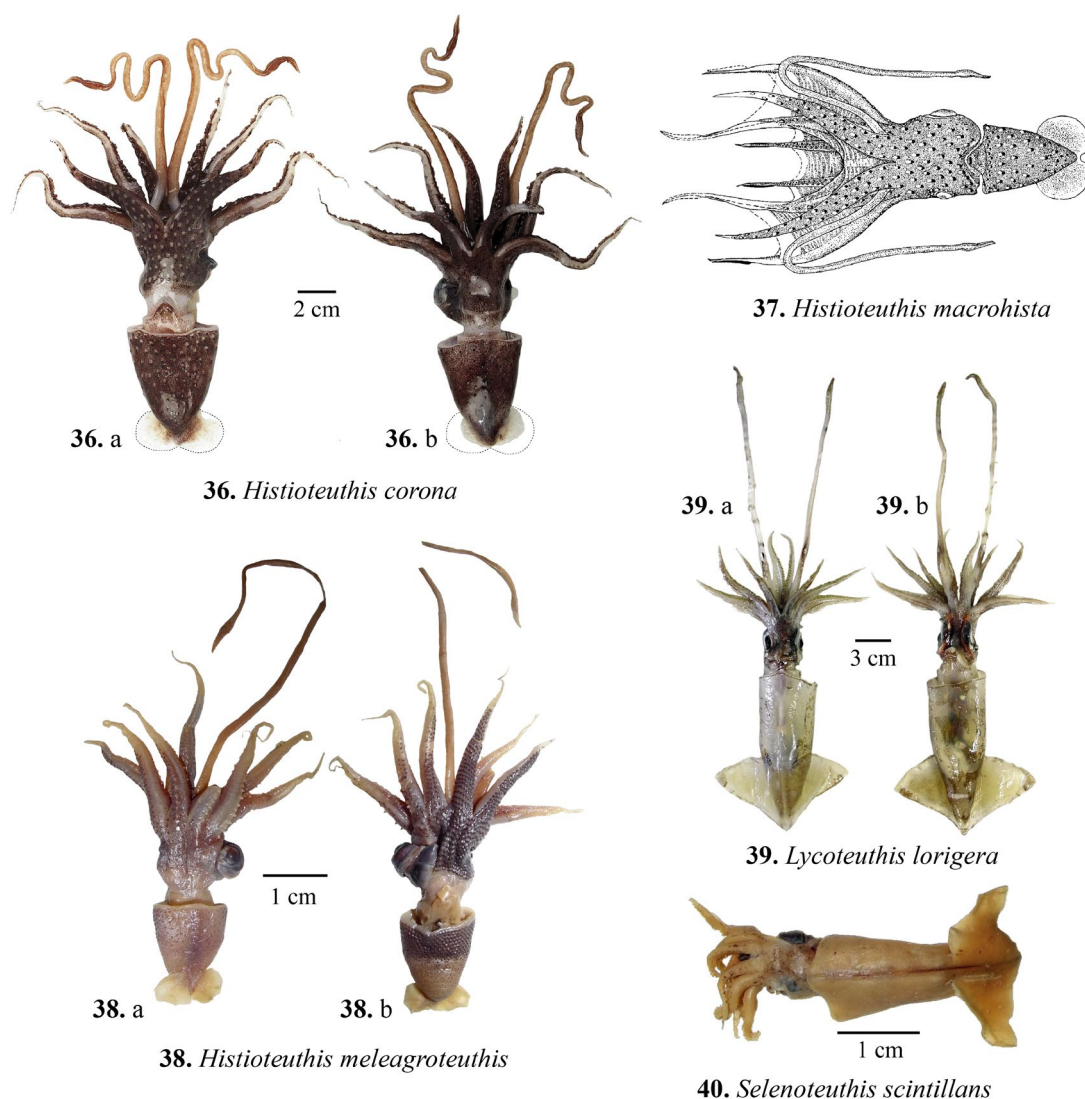 36. a
2 cm
36. b
36. Histioteuthis corona
37. Histioteuthis macrohista
39. a
39. b
3 cm
39. Lycoteuthis lorigera
38. a
1 cm
38. b
38. Histioteuthis meleagroteuthis
1 cm
40. Selenoteuthis scintillans